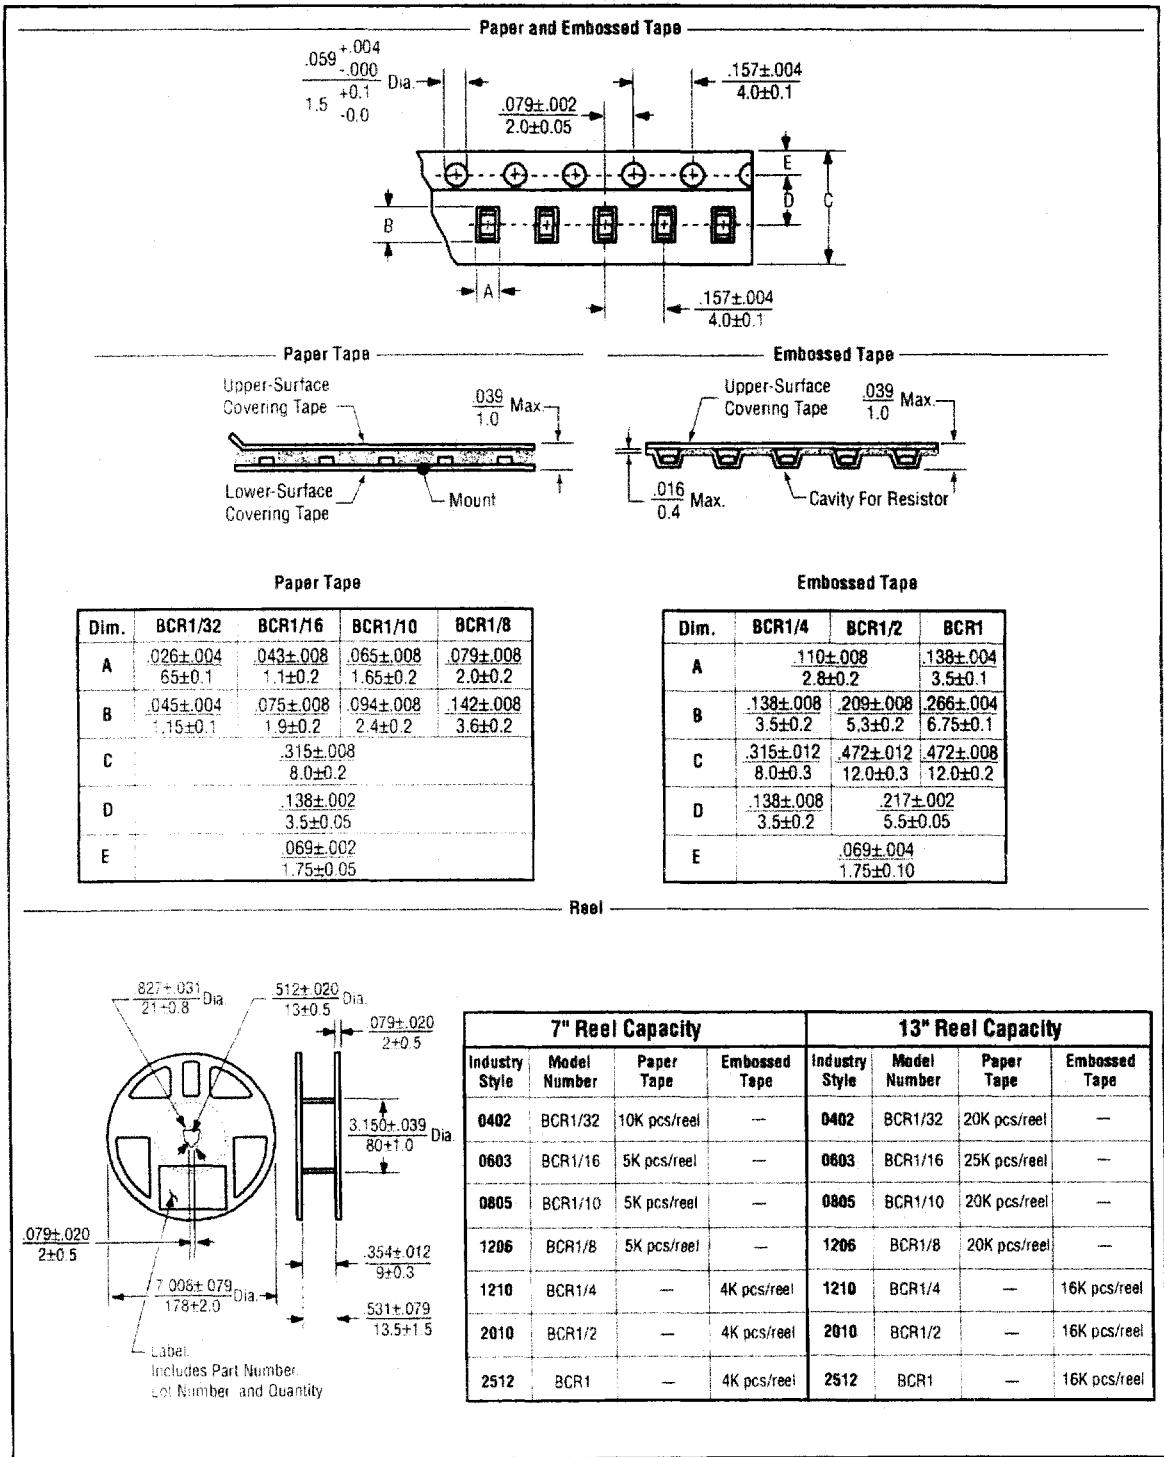 Paper and Embossed Tape
.059 +.004 -.000
1.5 +0.1 -0.0
Dia.
.079±.002
2.0±0.05
.157±.004
4.0±0.1
E
D
C
B
A
.157±.004
4.0±0.1
Paper Tape
Embossed Tape
Upper-Surface
Covering Tape
.039
1.0
Max.
Lower-Surface
Covering Tape
Mount
Upper-Surface
Covering Tape
.039
1.0
Max.
.016
0.4
Max.
Cavity For Resistor
Paper Tape
Dim. BCR1/32 BCR1/16 BCR1/10 BCR1/8
A .026±.004 .043±.008 .065±.008 .079±.008
65±0.1 1.1±0.2 1.65±0.2 2.0±0.2
B .045±.004 .075±.008 .094±.008 .142±.008
1.15±0.1 1.9±0.2 2.4±0.2 3.6±0.2
C .315±.008
8.0±0.2
D .138±.002
3.5±0.05
E .069±.002
1.75±0.05
Embossed Tape
Dim. BCR1/4 BCR1/2 BCR1
A .110±.008 .138±.004
2.8±0.2 3.5±0.1
B .138±.008 .209±.008 .266±.004
3.5±0.2 5,3±0.2 6.75±0.1
C .315±.012 .472±.012 .472±.008
8.0±0.3 12.0±0.3 12.0±0.2
D .138±.008 .217±.002
3.5±0.2 5.5±0.05
E .069±.004
1.75±0.10
Reel
.827±.031
21±0.8
Dia.
.512±.020
13±0.5
Dia.
.079±.020
2±0.5
3.150±.039
80±1.0
Dia.
.079±.020
2±0.5
.354±.012
9±0.3
7.008±.079
178±2.0
Dia.
.531±.079
13.5±1.5
Label.
Includes Part Number,
Lot Number and Quantity
7" Reel Capacity 13" Reel Capacity
Industry Model Paper Embossed Industry Model Paper Embossed
Style Number Tape Tape Style Number Tape Tape
0402 BCR1/32 10K pcs/reel — 0402 BCR1/32 20K pcs/reel —
0603 BCR1/16 5K pcs/reel — 0603 BCR1/16 25K pcs/reel —
0805 BCR1/10 5K pcs/reel — 0805 BCR1/10 20K pcs/reel —
1206 BCR1/8 5K pcs/reel — 1206 BCR1/8 20K pcs/reel —
1210 BCR1/4 — 4K pcs/reel 1210 BCR1/4 — 16K pcs/reel
2010 BCR1/2 — 4K pcs/reel 2010 BCR1/2 — 16K pcs/reel
2512 BCR1 — 4K pcs/reel 2512 BCR1 — 16K pcs/reel